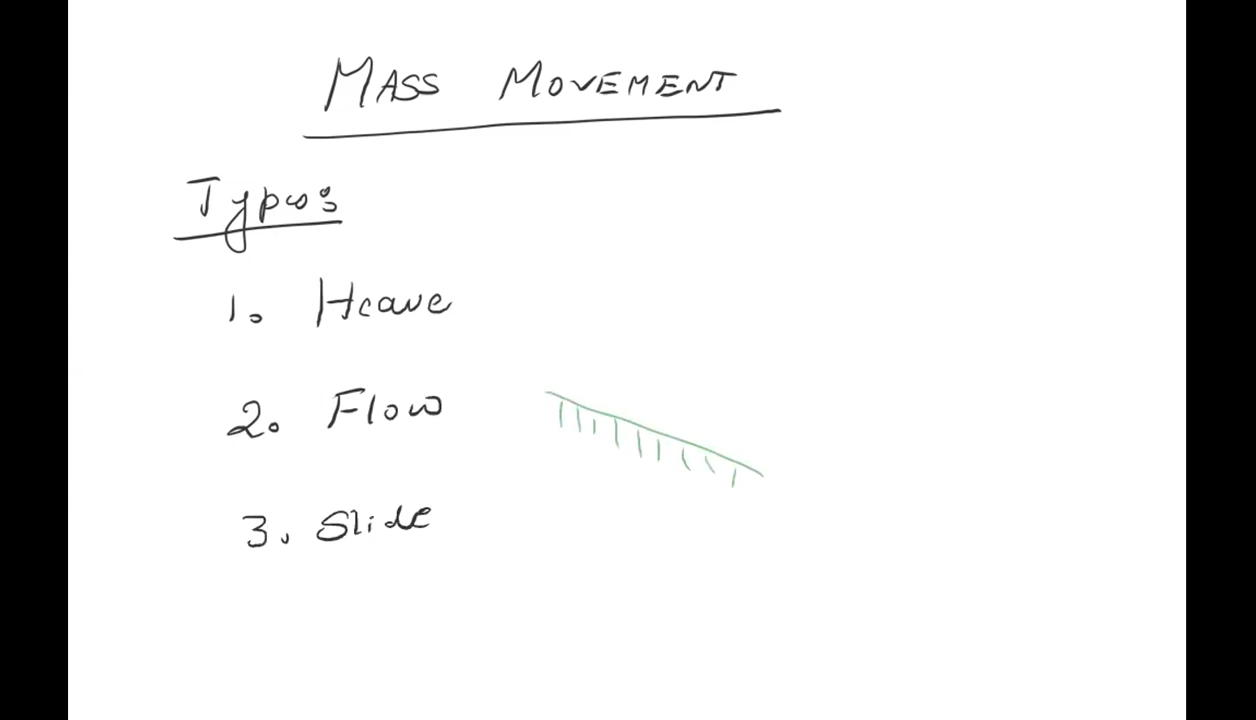 MASS MOVEMENT
Types
1. Heave
2. Flow
3. Slide